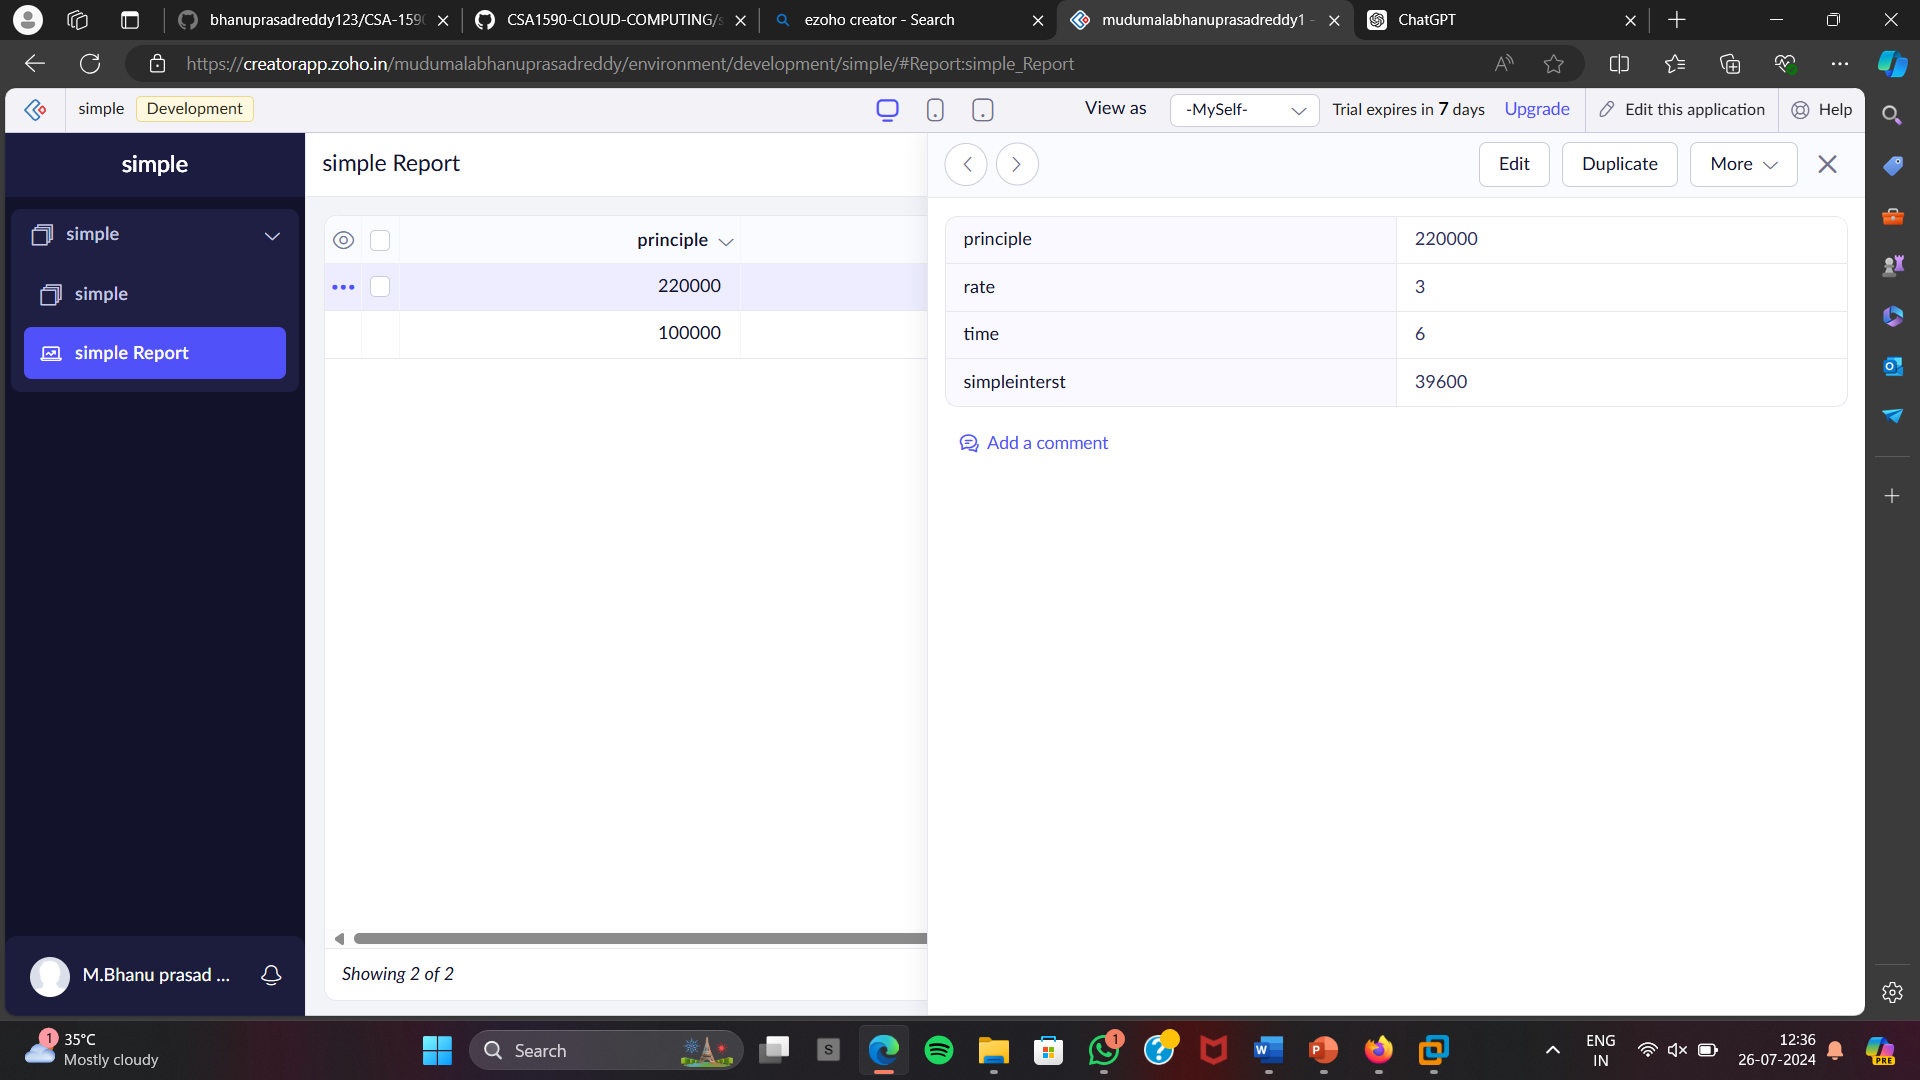 bhanuprasadreddy123/CSA-159
CSA1590-CLOUD-COMPUTING/s
ezoho creator - Search
mudumalabhanuprasadreddy1 -
ChatGPT
https://creatorapp.zoho.in/mudumalabhanuprasadreddy/environment/development/simple/#Report:simple_Report
simple Development
View as -MySelf- Trial expires in 7 days Upgrade Edit this application Help
simple
simple
simple
simple Report
M.Bhanu prasad ...
simple Report
principle
220000
100000
Showing 2 of 2
Edit Duplicate More
principle 220000
rate 3
time 6
simpleinterst 39600
Add a comment
1 35°C
Mostly cloudy
Search
S
1
ENG
IN
12:36
26-07-2024
PRE